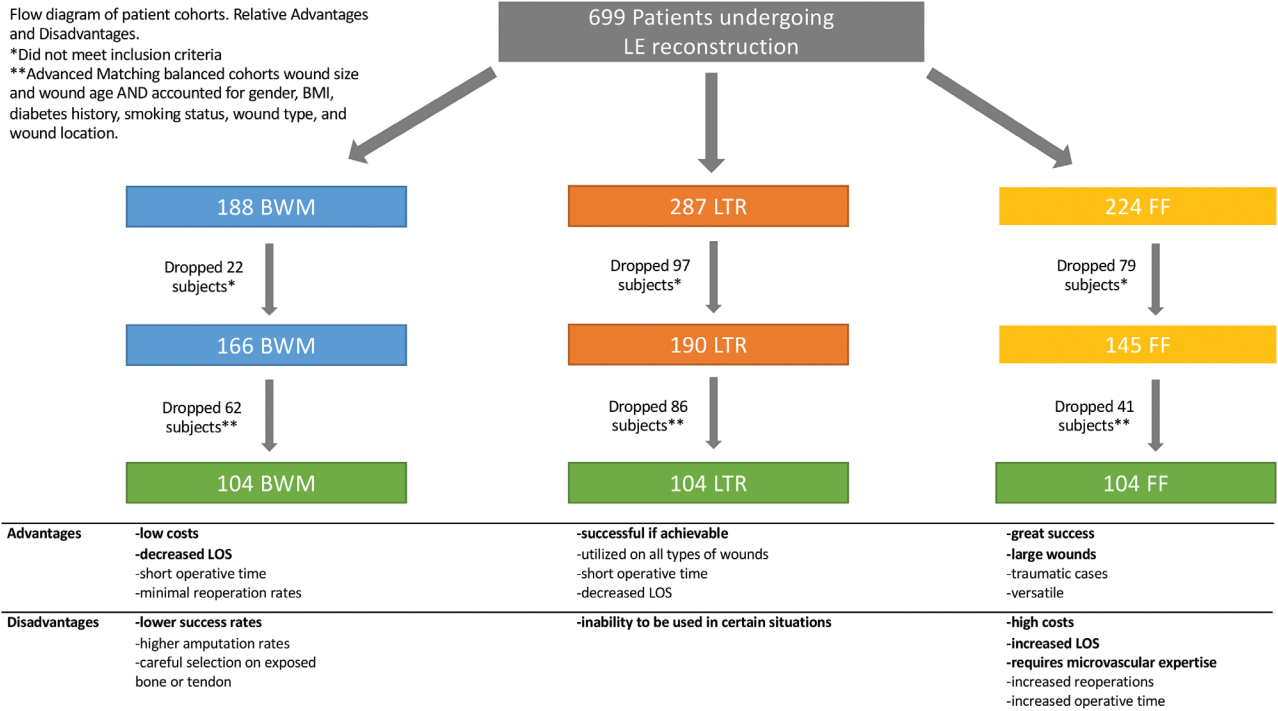 Flow diagram of patient cohorts. Relative Advantages
and Disadvantages.
*Did not meet inclusion criteria
**Advanced Matching balanced cohorts wound size
and wound age AND accounted for gender, BMI,
diabetes history, smoking status, wound type, and
wound location.
699 Patients undergoing
LE reconstruction
188 BWM
287 LTR
224 FF
Dropped 22
subjects*
Dropped 97
subjects*
Dropped 79
subjects*
166 BWM
190 LTR
145 FF
Dropped 62
subjects**
Dropped 86
subjects**
Dropped 41
subjects**
104 BWM
104 LTR
104 FF
Advantages
-low costs
-decreased LOS
-short operative time
-minimal reoperation rates
-successful if achievable
-utilized on all types of wounds
-short operative time
-decreased LOS
-great success
-large wounds
-traumatic cases
-versatile
Disadvantages
-lower success rates
-higher amputation rates
-careful selection on exposed
bone or tendon
-inability to be used in certain situations
-high costs
-increased LOS
-requires microvascular expertise
-increased reoperations
-increased operative time